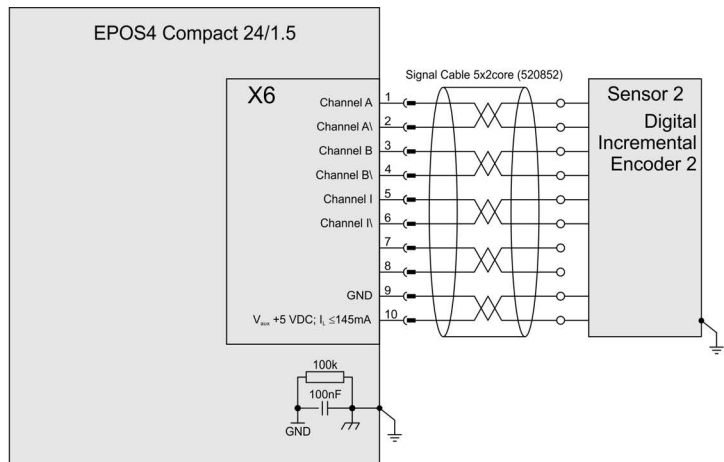 EPOS4 Compact 24/1.5
Signal Cable 5x2core (520852)
X6
Sensor 2
Digital
Incremental
Encoder 2
Channel A 1
Channel A\ 2
Channel B 3
Channel B\ 4
Channel I 5
Channel I\ 6
7
8
GND 9
Vaux +5 VDC; IL ≤145mA 10
100k
100nF
GND